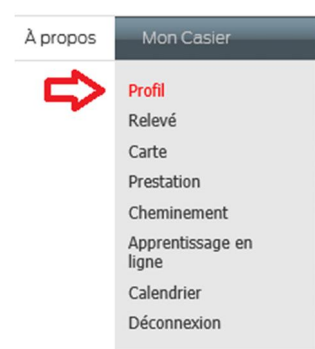 À propos Mon Casier
Profil
Relevé
Carte
Prestation
Cheminement
Apprentissage en
ligne
Calendrier
Déconnexion